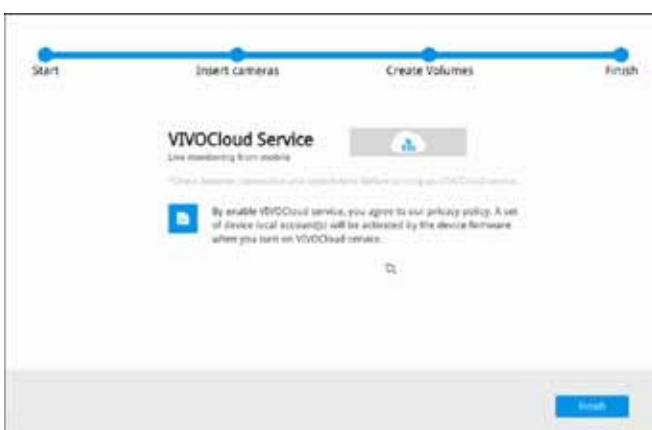 Start Insert cameras Create Volumes Finish
VIVOCloud Service
Live monitoring from mobile
By enable VIVOCloud service, you agree to our privacy policy. A set
of device local account(s) will be activated by the device firmware
when you turn on VIVOCloud service.
Finish